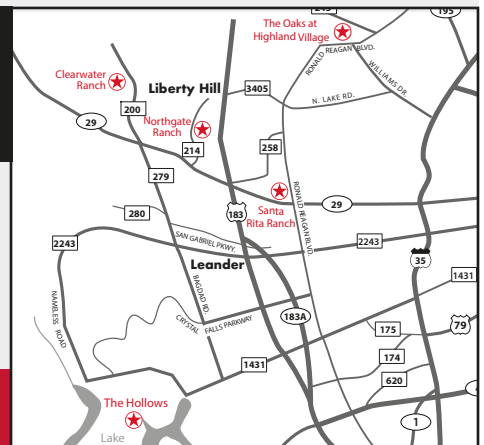 243
195
The Oaks at
Highland Village
RONALD REAGAN BLVD.
WILLIAMS DR.
Clearwater
Ranch
Liberty Hill
3405
N. LAKE RD.
200
29
Northgate
Ranch
214
258
279
RONALD REAGAN BLVD.
280
183
Santa
Rita Ranch
29
2243
SAN GABRIEL PKWY.
2243
35
Leander
1431
NAMELESS ROAD
BAGDAD RD.
CRYSTAL FALLS PARKWAY
183A
175
79
174
1431
620
The Hollows
Lake
1